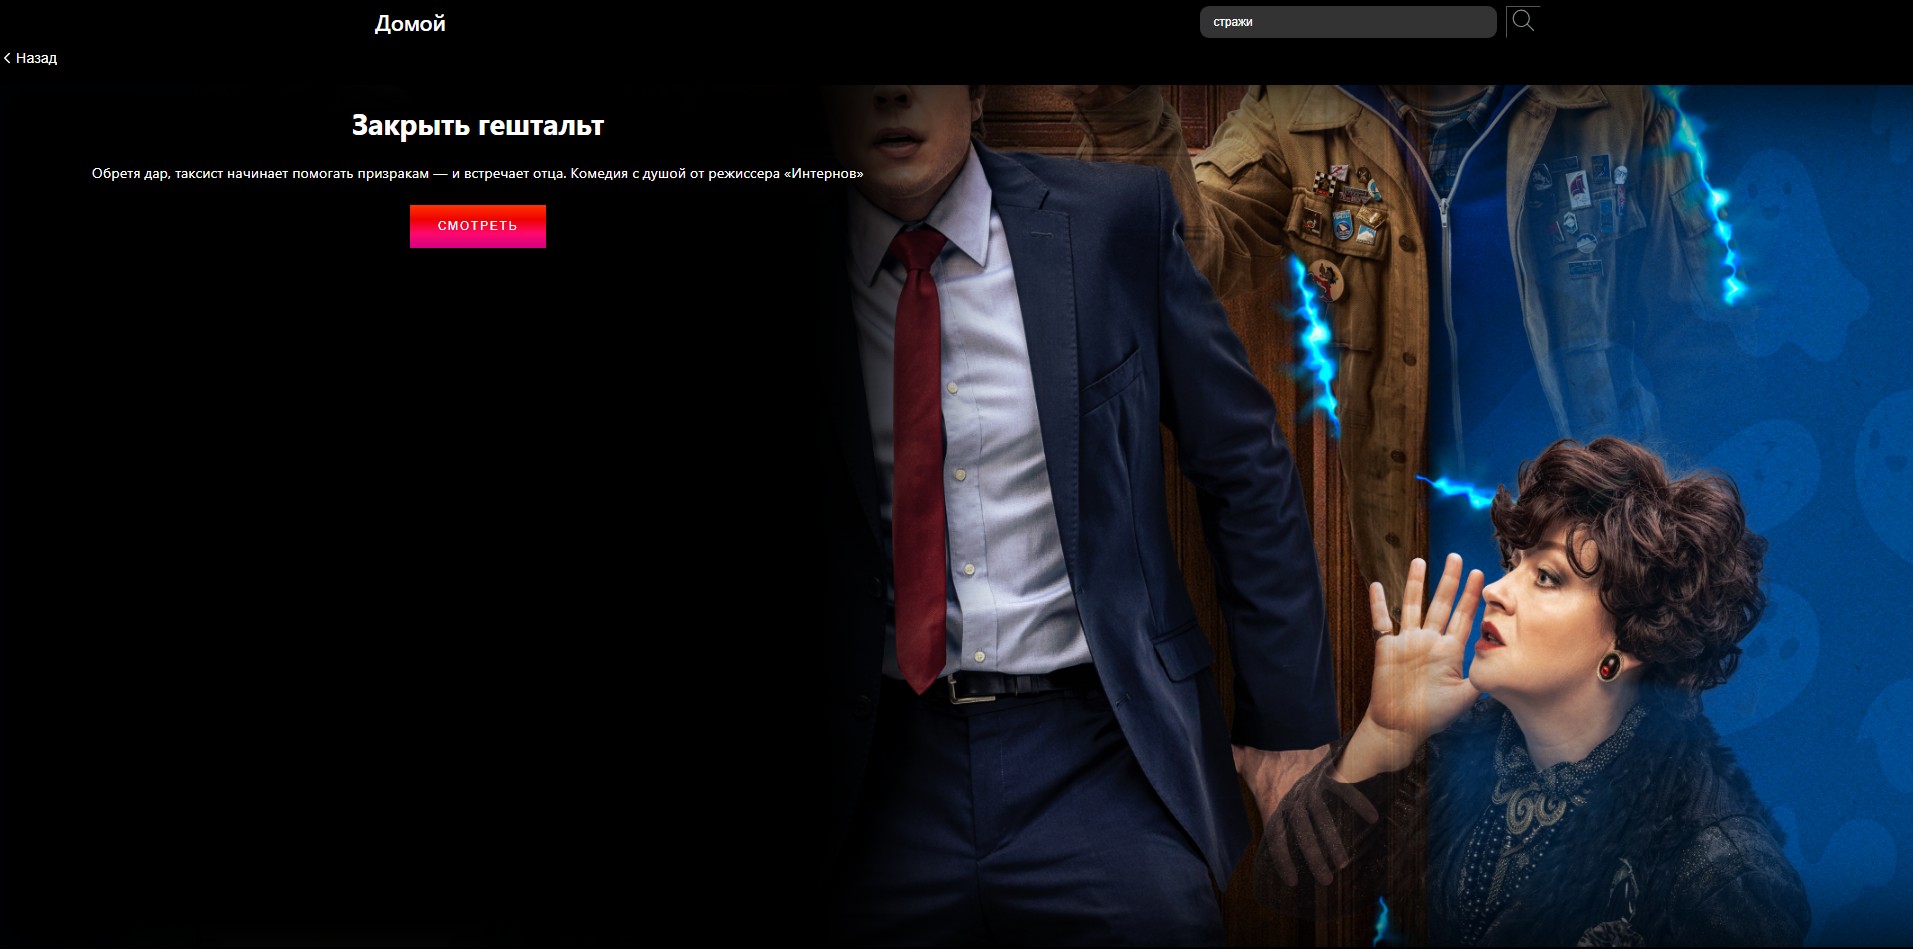 Домой
стражи
Назад
Закрыть гештальт
Обретя дар, таксист начинает помогать призракам — и встречает отца. Комедия с душой от режиссера «Интернов»
СМОТРЕТЬ